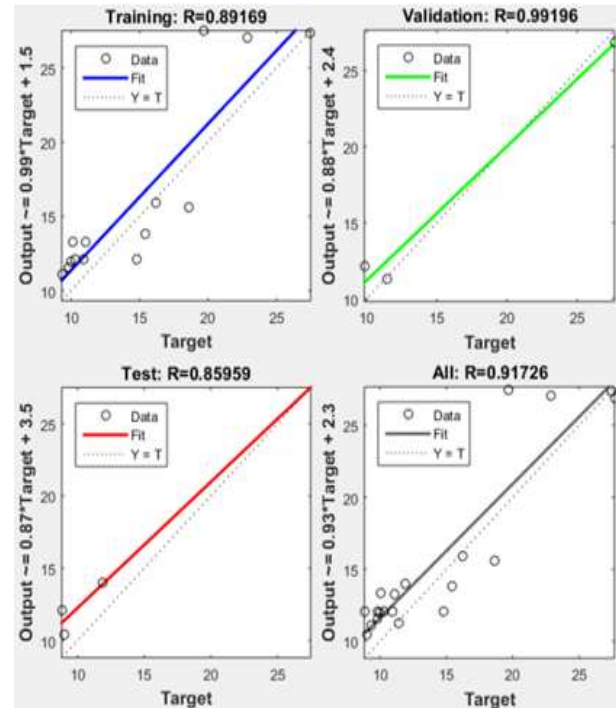 Training: R=0.89169
Output ~= 0.99*Target + 1.5
Data
Fit
Y = T
25
20
15
10
10 15 20 25
Target
Validation: R=0.99196
Output ~= 0.88*Target + 2.4
Data
Fit
Y = T
25
20
15
10
10 15 20 25
Target
Test: R=0.85959
Output ~= 0.87*Target + 3.5
Data
Fit
Y = T
25
20
15
10
10 15 20 25
Target
All: R=0.91726
Output ~= 0.93*Target + 2.3
Data
Fit
Y = T
25
20
15
10
10 15 20 25
Target